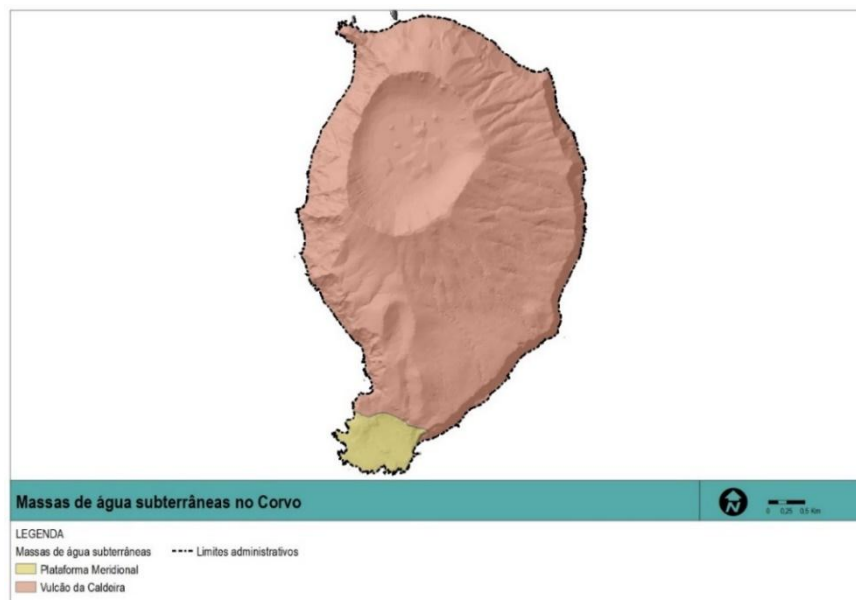 Massas de água subterrâneas no Corvo
N
0 0,25 0,5 Km
LEGENDA
Massas de água subterrâneas
Limites administrativos
Plataforma Meridional
Vulcão da Caldeira